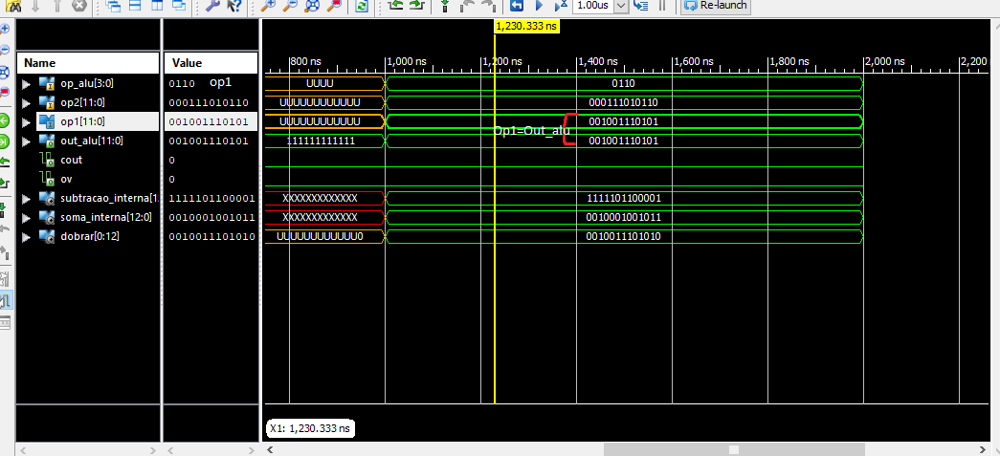 1.00us Re-launch
1,230.333 ns
Name Value 800 ns 1,000 ns 1,200 ns 1,400 ns 1,600 ns 1,800 ns 2,000 ns 2,200
op_alu[3:0] 0110 op1 UUUU 0110
op2[11:0] 000111010110 UUUUUUUUUUUU 000111010110
op1[11:0] 001001110101 UUUUUUUUUUUU 001001110101
Op1=Out_alu
out_alu[11:0] 001001110101 111111111111 001001110101
cout 0
ov 0
subtracao_interna[1. 1111101100001 XXXXXXXXXXXXX 1111101100001
soma_interna[12:0] 0010001001011 XXXXXXXXXXXXX 0010001001011
dobrar[0:12] 0010011101010 UUUUUUUUUUUU0 0010011101010
X1: 1,230.333 ns